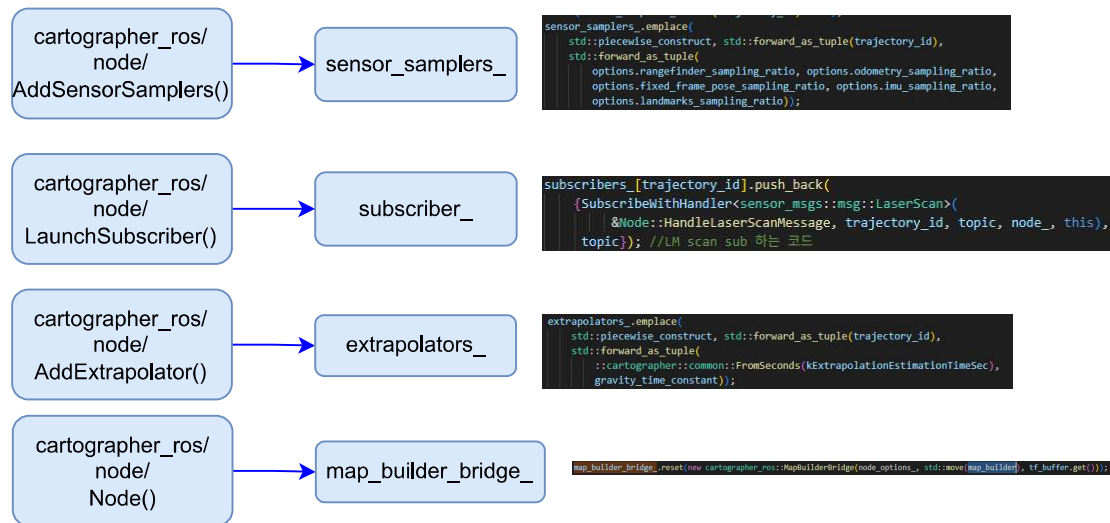 cartographer_ros/
node/
AddSensorSamplers()
sensor_samplers_
sensor_samplers_.emplace(
std::piecewise_construct, std::forward_as_tuple(trajectory_id),
std::forward_as_tuple(
options.rangefinder_sampling_ratio, options.odometry_sampling_ratio,
options.fixed_frame_pose_sampling_ratio, options.imu_sampling_ratio,
options.landmarks_sampling_ratio));
cartographer_ros/
node/
LaunchSubscriber()
subscriber_
subscribers_[trajectory_id].push_back(
{SubscribeWithHandler<sensor_msgs::msg::LaserScan>(
&Node::HandleLaserScanMessage, trajectory_id, topic, node_, this),
topic}); //LM scan sub 하는 코드
cartographer_ros/
node/
AddExtrapolator()
extrapolators_
extrapolators_.emplace(
std::piecewise_construct, std::forward_as_tuple(trajectory_id),
std::forward_as_tuple(
::cartographer::common::FromSeconds(kExtrapolationEstimationTimeSec),
gravity_time_constant));
cartographer_ros/
node/
Node()
map_builder_bridge_
map_builder_bridge_.reset(new cartographer_ros::MapBuilderBridge(node_options_, std::move(map_builder), tf_buffer.get()));